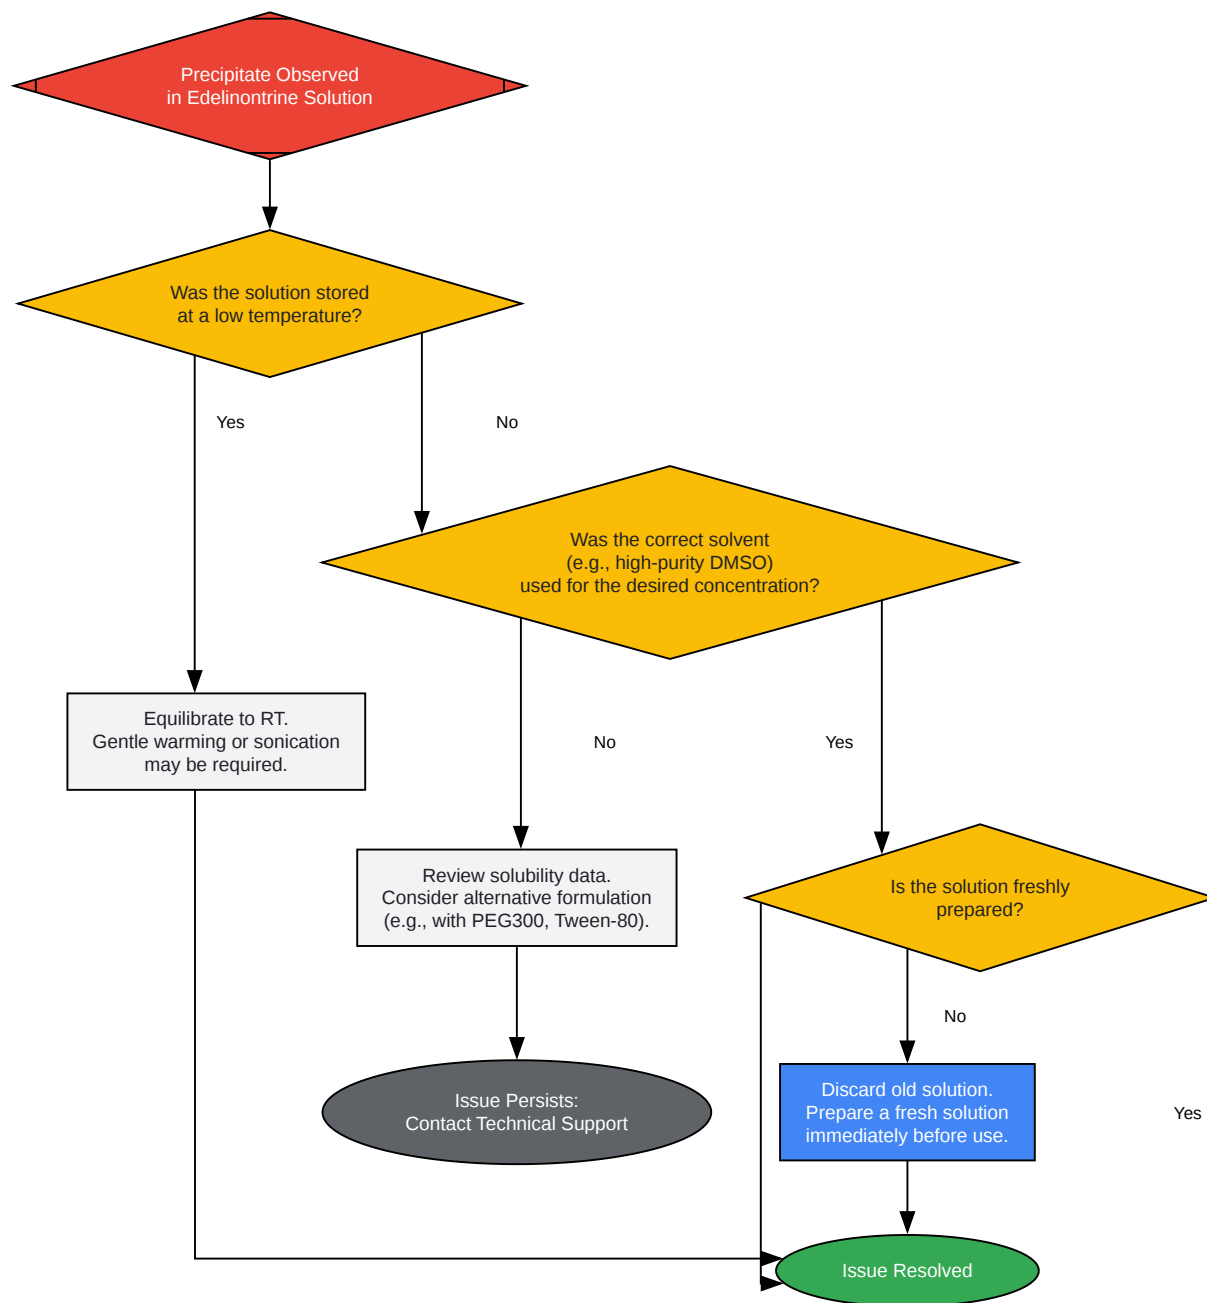 Precipitate Observed
in Edelinontrine Solution
Was the solution stored
at a low temperature?
Yes
No
Was the correct solvent
(e.g., high-purity DMSO)
used for the desired concentration?
Equilibrate to RT.
Gentle warming or sonication
may be required.
No
Yes
Review solubility data.
Consider alternative formulation
(e.g., with PEG300, Tween-80).
Is the solution freshly
prepared?
No
Issue Persists:
Contact Technical Support
Discard old solution.
Prepare a fresh solution
immediately before use.
Yes
Issue Resolved